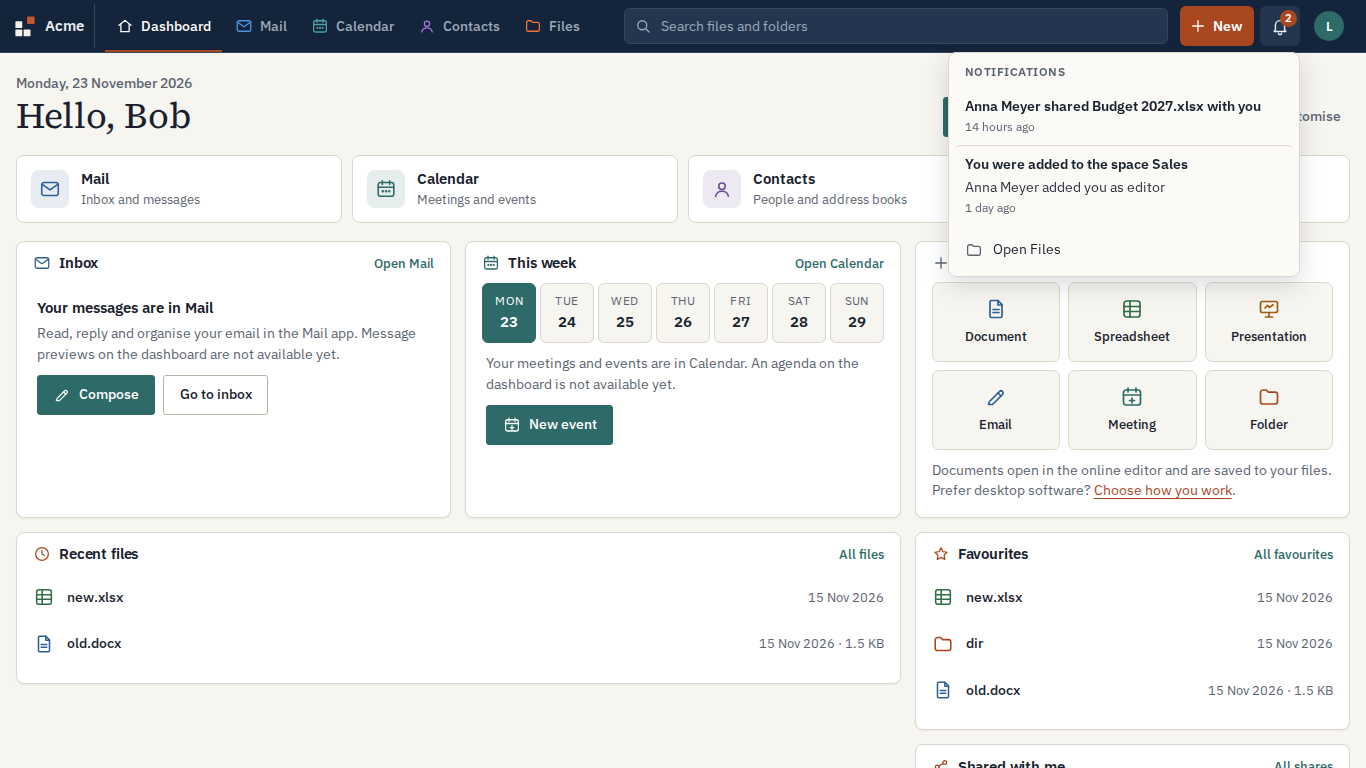 Acme
Dashboard
Mail
Calendar
Contacts
Files
Search files and folders
New
2
L
Monday, 23 November 2026
Hello, Bob
NOTIFICATIONS
Anna Meyer shared Budget 2027.xlsx with you
14 hours ago
You were added to the space Sales
Anna Meyer added you as editor
1 day ago
Open Files
Mail
Inbox and messages
Calendar
Meetings and events
Contacts
People and address books
Inbox
Open Mail
Your messages are in Mail
Read, reply and organise your email in the Mail app. Message
previews on the dashboard are not available yet.
Compose
Go to inbox
This week
Open Calendar
MON
23
TUE
24
WED
25
THU
26
FRI
27
SAT
28
SUN
29
Your meetings and events are in Calendar. An agenda on the
dashboard is not available yet.
New event
Document
Spreadsheet
Presentation
Email
Meeting
Folder
Documents open in the online editor and are saved to your files.
Prefer desktop software? Choose how you work.
Recent files
All files
new.xlsx
15 Nov 2026
old.docx
15 Nov 2026 · 1.5 KB
Favourites
All favourites
new.xlsx
15 Nov 2026
dir
15 Nov 2026
old.docx
15 Nov 2026 · 1.5 KB
Shared with me
All shares